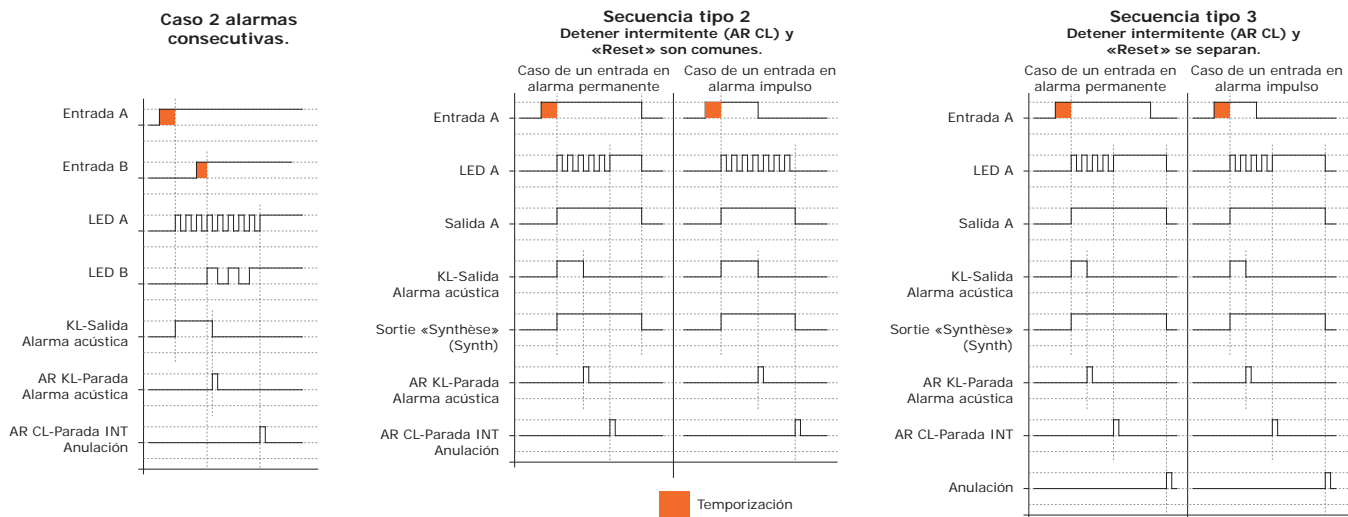 Caso 2 alarmas
consecutivas.
Entrada A
Entrada B
LED A
LED B
KL-Salida
Alarma acústica
AR KL-Parada
Alarma acústica
AR CL-Parada INT
Anulación
Secuencia tipo 2
Detener intermitente (AR CL) y
«Reset» son comunes.
Caso de un entrada en
alarma permanente
Caso de un entrada en
alarma impulso
Entrada A
LED A
Salida A
KL-Salida
Alarma acústica
Sortie «Synthèse»
(Synth)
AR KL-Parada
Alarma acústica
AR CL-Parada INT
Anulación
Temporización
Secuencia tipo 3
Detener intermitente (AR CL) y
«Reset» se separan.
Caso de un entrada en
alarma permanente
Caso de un entrada en
alarma impulso
Entrada A
LED A
Salida A
KL-Salida
Alarma acústica
Sortie «Synthèse»
(Synth)
AR KL-Parada
Alarma acústica
AR CL-Parada INT
Anulación